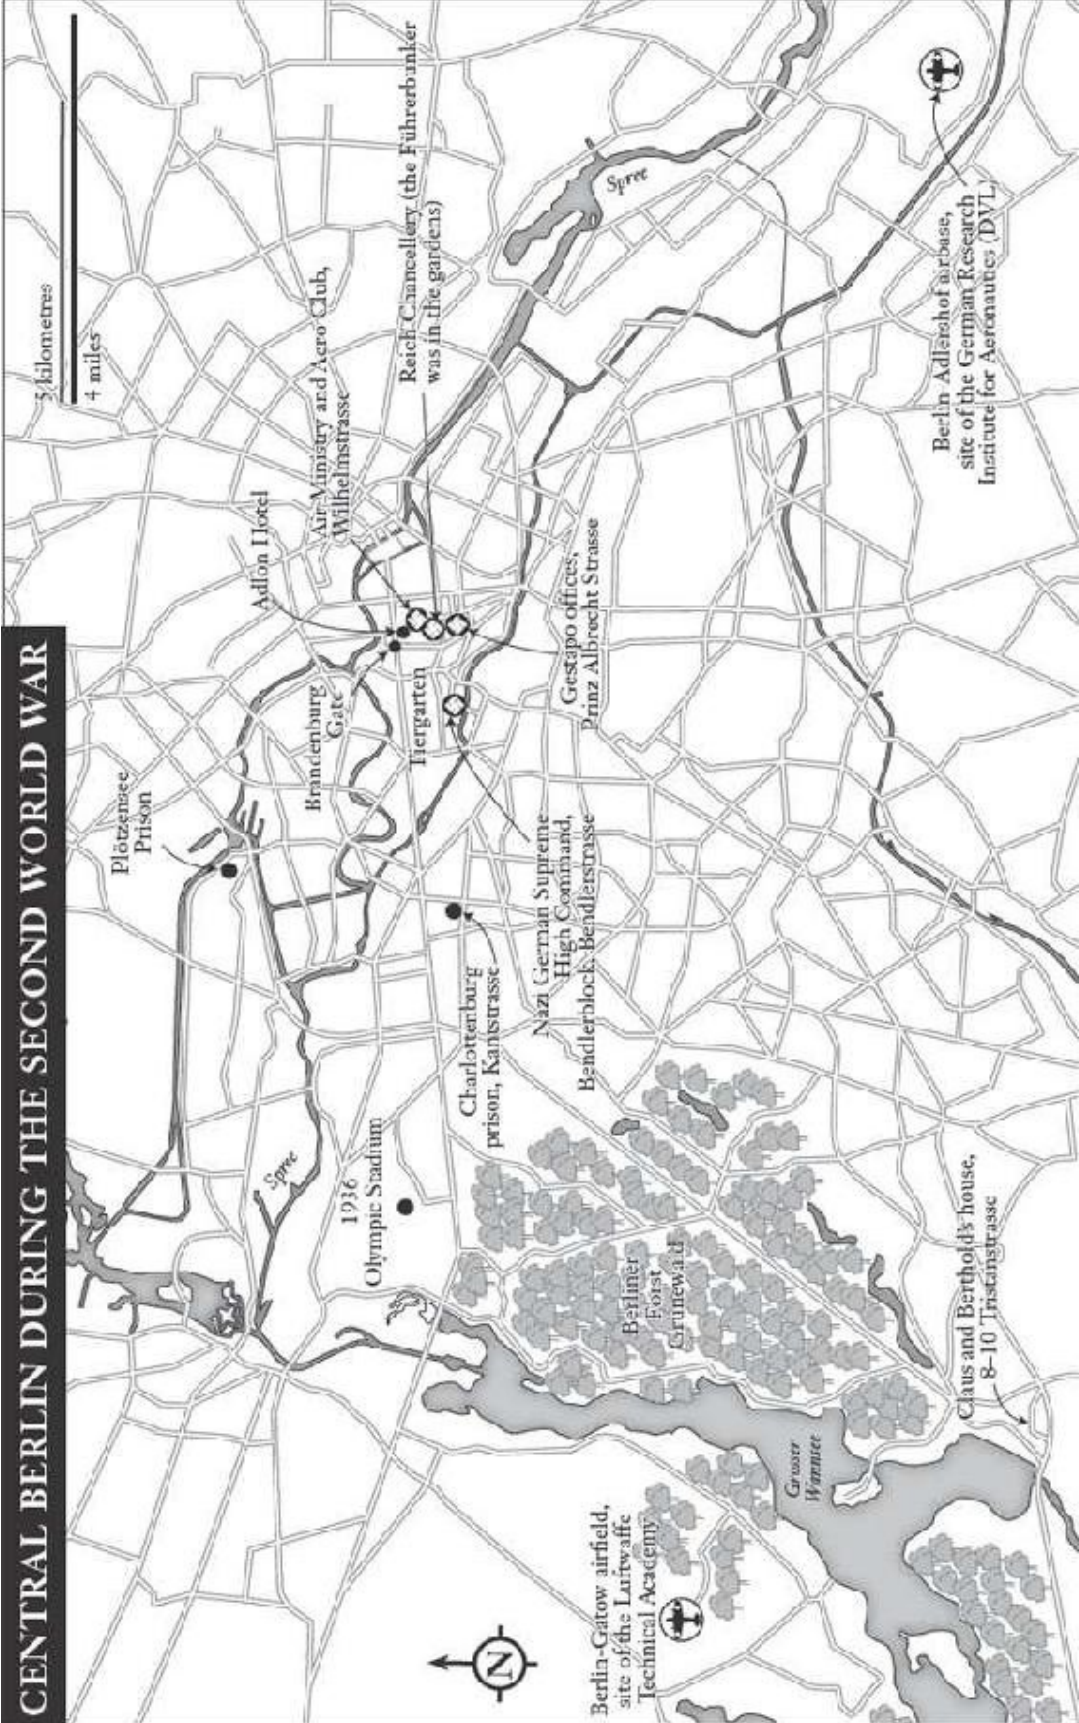 CENTRAL BERLIN DURING THE SECOND WORLD WAR
5 kilometres
4 miles
Plötzensee
Prison
Adlon Hotel
Air Ministry and Aero Club,
Wilhelmstrasse
Reich Chancellery (the Führerbunker
was in the gardens)
Brandenburg
Gate
Tiergarten
Spree
1936
Olympic Stadium
Charlottenburg
prison, Kantstrasse
Nazi German Supreme
High Command,
Bendlerblock, Bendlerstrasse
Gestapo offices,
Prinz Albrecht Strasse
Spree
N
Berlin-Gatow airfield,
site of the Luftwaffe
Technical Academy
Berliner
Forst
Grunewald
Grosser
Wannsee
Claus and Berthold's house,
8–10 Tristanstrasse
Berlin Adlershof airbase,
site of the German Research
Institute for Aeronautics (DVL)